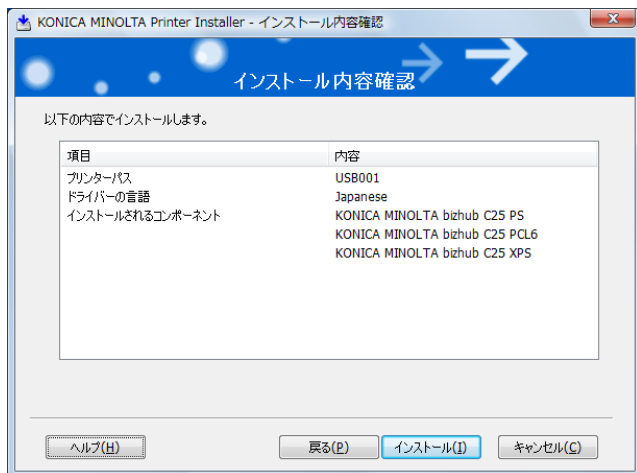 KONICA MINOLTA Printer Installer - インストール内容確認
インストール内容確認
以下の内容でインストールします。
項目 内容
プリンターパス USB001
ドライバーの言語 Japanese
インストールされるコンポーネント KONICA MINOLTA bizhub C25 PS
KONICA MINOLTA bizhub C25 PCL6
KONICA MINOLTA bizhub C25 XPS
ヘルプ(H) 戻る(P) インストール(I) キャンセル(C)